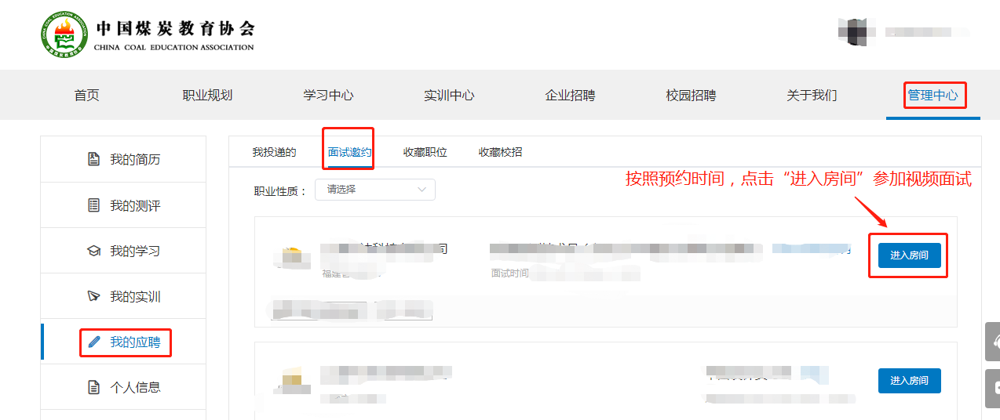 中国煤炭教育协会
CHINA COAL EDUCATION ASSOCIATION
首页
职业规划
学习中心
实训中心
企业招聘
校园招聘
关于我们
管理中心
我的简历
我的测评
我的学习
我的实训
我的应聘
个人信息
我投递的
面试邀约
收藏职位
收藏校招
按照预约时间，点击“进入房间”参加视频面试
职业性质：
请选择
司
进入房间
福建
面试时间
进入房间